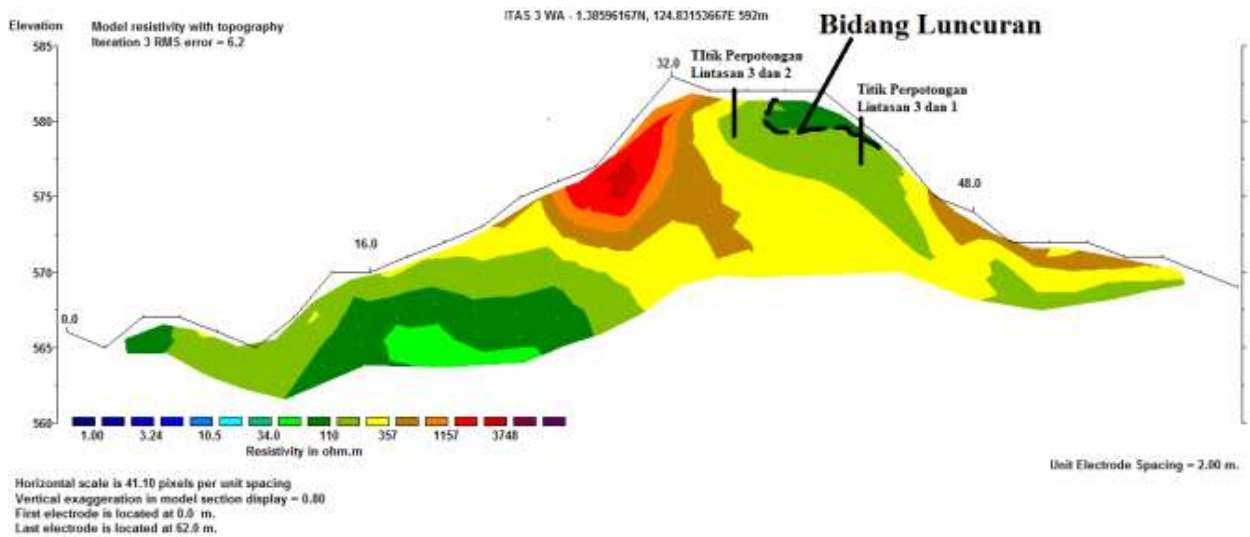 ITAS 3 WA - 1.38596167N, 124.83153667E 592m
Elevation
Model resistivity with topography
Iteration 3 RMS error = 6.2
Bidang Luncuran
585
580
575
570
565
560
TItik Perpotongan
Lintasan 3 dan 2
Titik Perpotongan
Lintasan 3 dan 1
0.0
16.0
32.0
48.0
1.00 3.24 10.5 34.0 110 357 1157 3748
Resistivity in ohm.m
Unit Electrode Spacing = 2.00 m.
Horizontal scale is 41.10 pixels per unit spacing
Vertical exaggeration in model section display = 0.80
First electrode is located at 0.0 m.
Last electrode is located at 62.0 m.